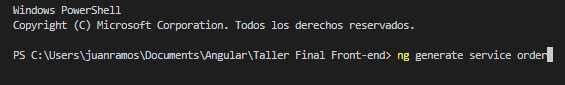 Windows PowerShell
Copyright (C) Microsoft Corporation. Todos los derechos reservados.
PS C:\Users\juanramos\Documents\Angular\Taller Final Front-end> ng generate service order